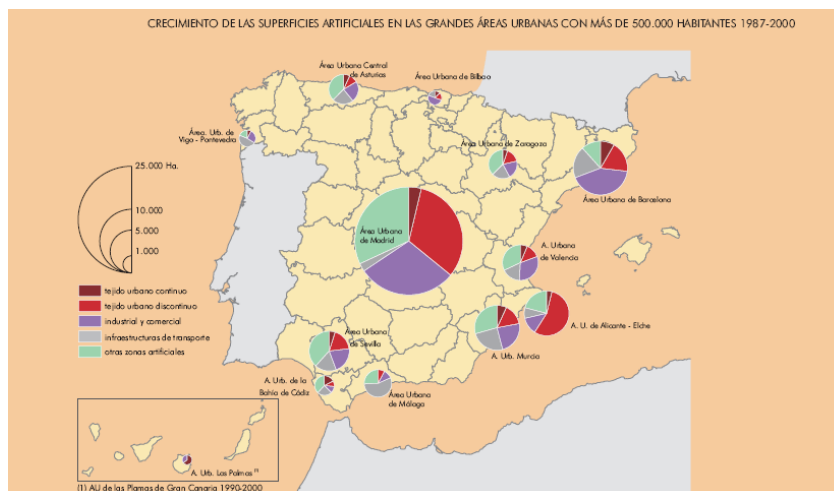 CRECIMIENTO DE LAS SUPERFICIES ARTIFICIALES EN LAS GRANDES ÁREAS URBANAS CON MÁS DE 500.000 HABITANTES 1987-2000
Área Urbana Central
de Asturias
Área Urbana de Bilbao
Área. Urb. de
Vigo - Pontevedra
Área Urbana de Zaragoza
25.000 Ha.
10.000
5.000
1.000
Área Urbana de Barcelona
Área Urbana
de Madrid
A. Urbana
de Valencia
tejido urbano continuo
tejido urbano discontinuo
industrial y comercial
infraestructuras de transporte
otras zonas artificiales
A. U. de Alicante - Elche
Área Urbana
de Sevilla
A. Urb. Murcia
A. Urb. de la
Bahía de Cádiz
Área Urbana
de Málaga
A. Urb. Las Palmas (1)
(1) AU de las Plamas de Gran Canaria 1990-2000